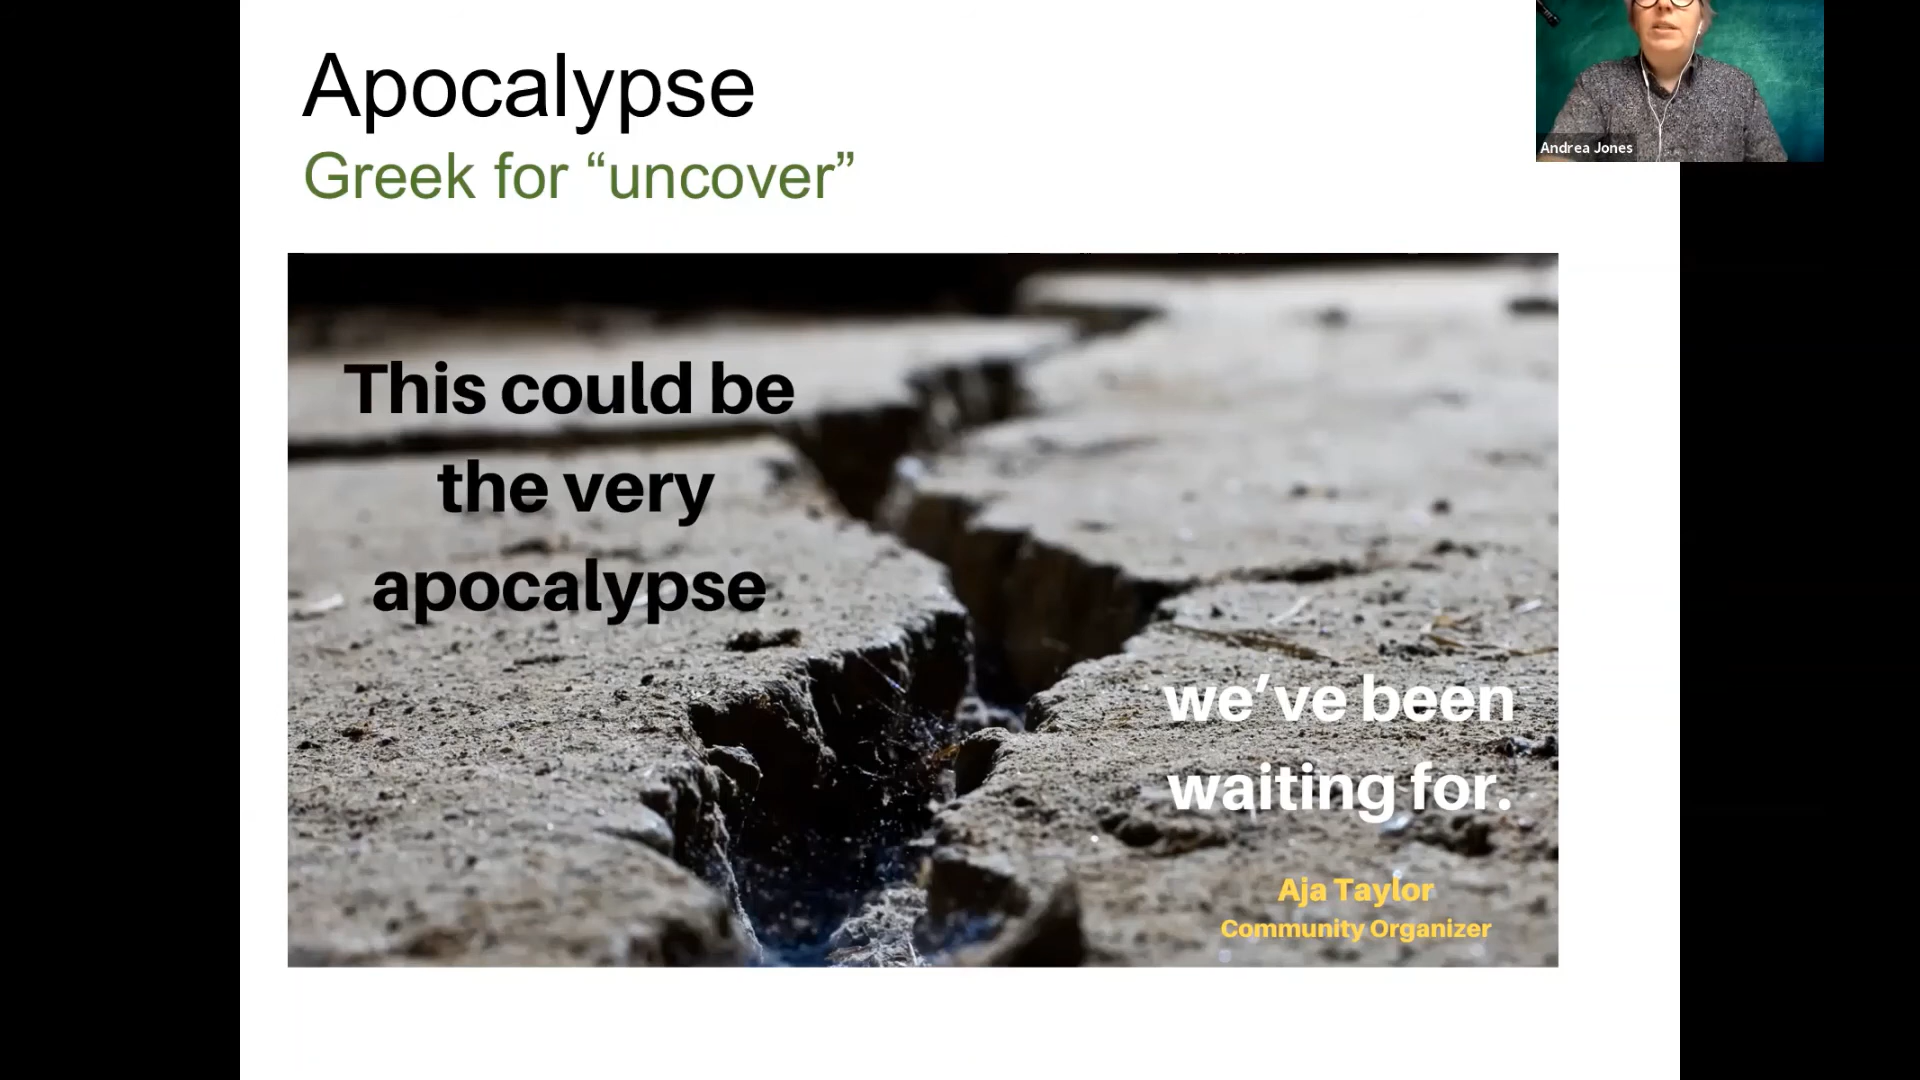 Apocalypse
Greek for “uncover”
Andrea Jones
This could be
the very
apocalypse
we’ve been
waiting for.
Aja Taylor
Community Organizer